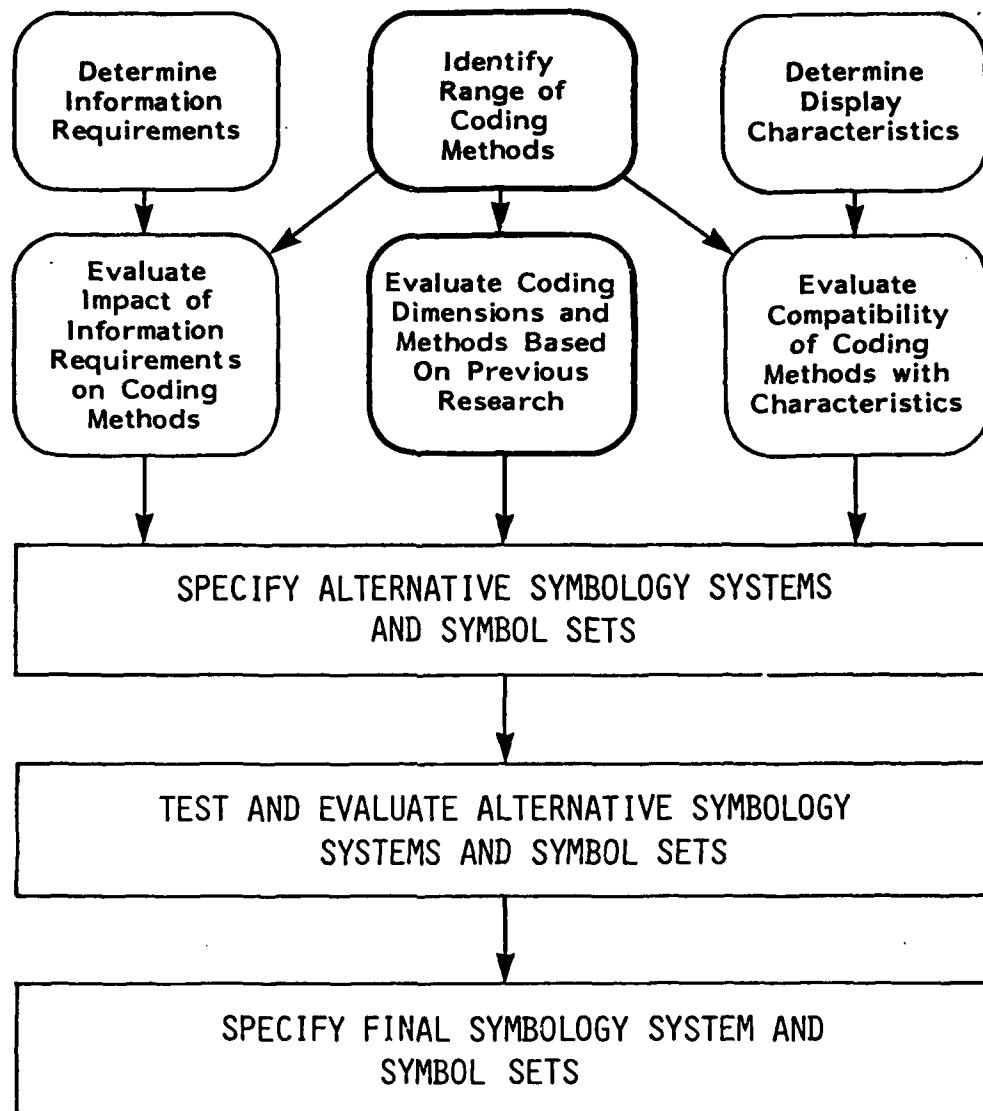 Determine
Information
Requirements
Identify
Range of
Coding
Methods
Determine
Display
Characteristics
Evaluate
Impact of
Information
Requirements
on Coding
Methods
Evaluate Coding
Dimensions and
Methods Based
On Previous
Research
Evaluate
Compatibility
of Coding
Methods with
Characteristics
SPECIFY ALTERNATIVE SYMBOLOGY SYSTEMS
AND SYMBOL SETS
TEST AND EVALUATE ALTERNATIVE SYMBOLOGY
SYSTEMS AND SYMBOL SETS
SPECIFY FINAL SYMBOLOGY SYSTEM AND
SYMBOL SETS